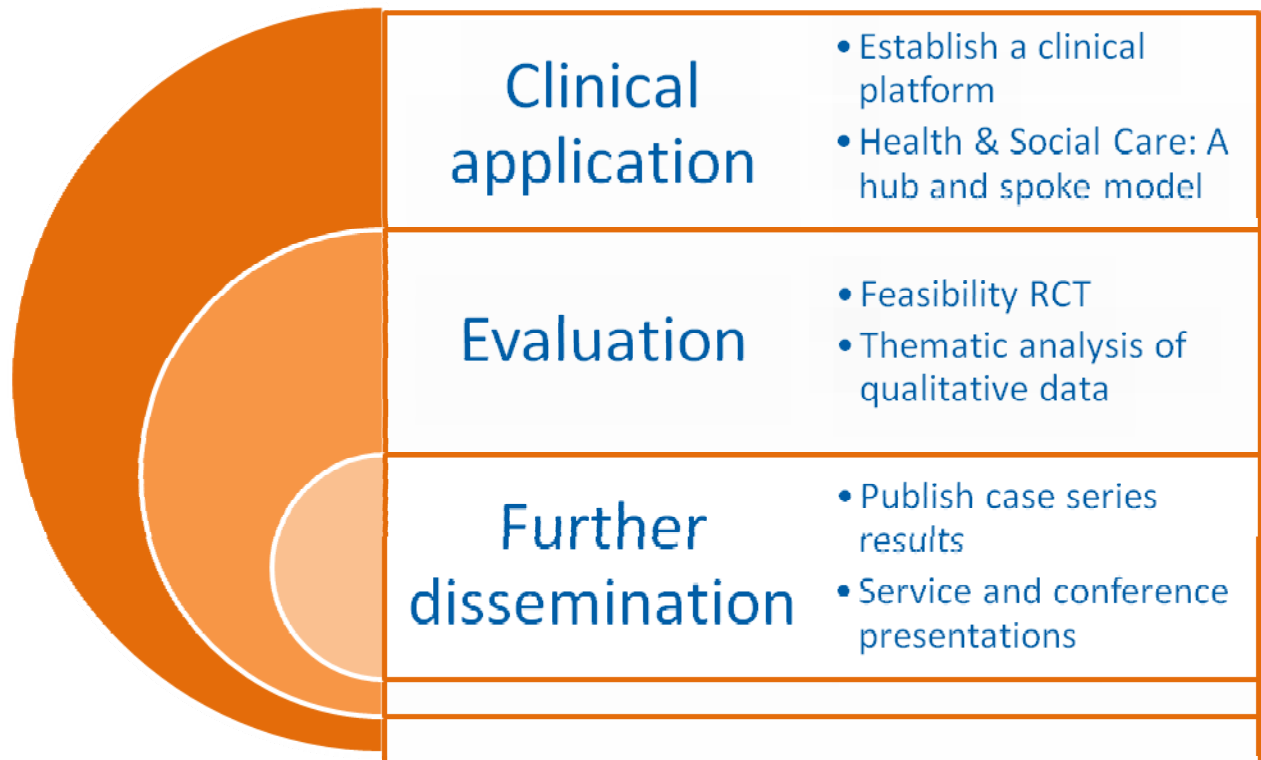 Clinical
application
• Establish a clinical
platform
• Health & Social Care: A
hub and spoke model
Evaluation
• Feasibility RCT
• Thematic analysis of
qualitative data
Further
dissemination
• Publish case series
results
• Service and conference
presentations